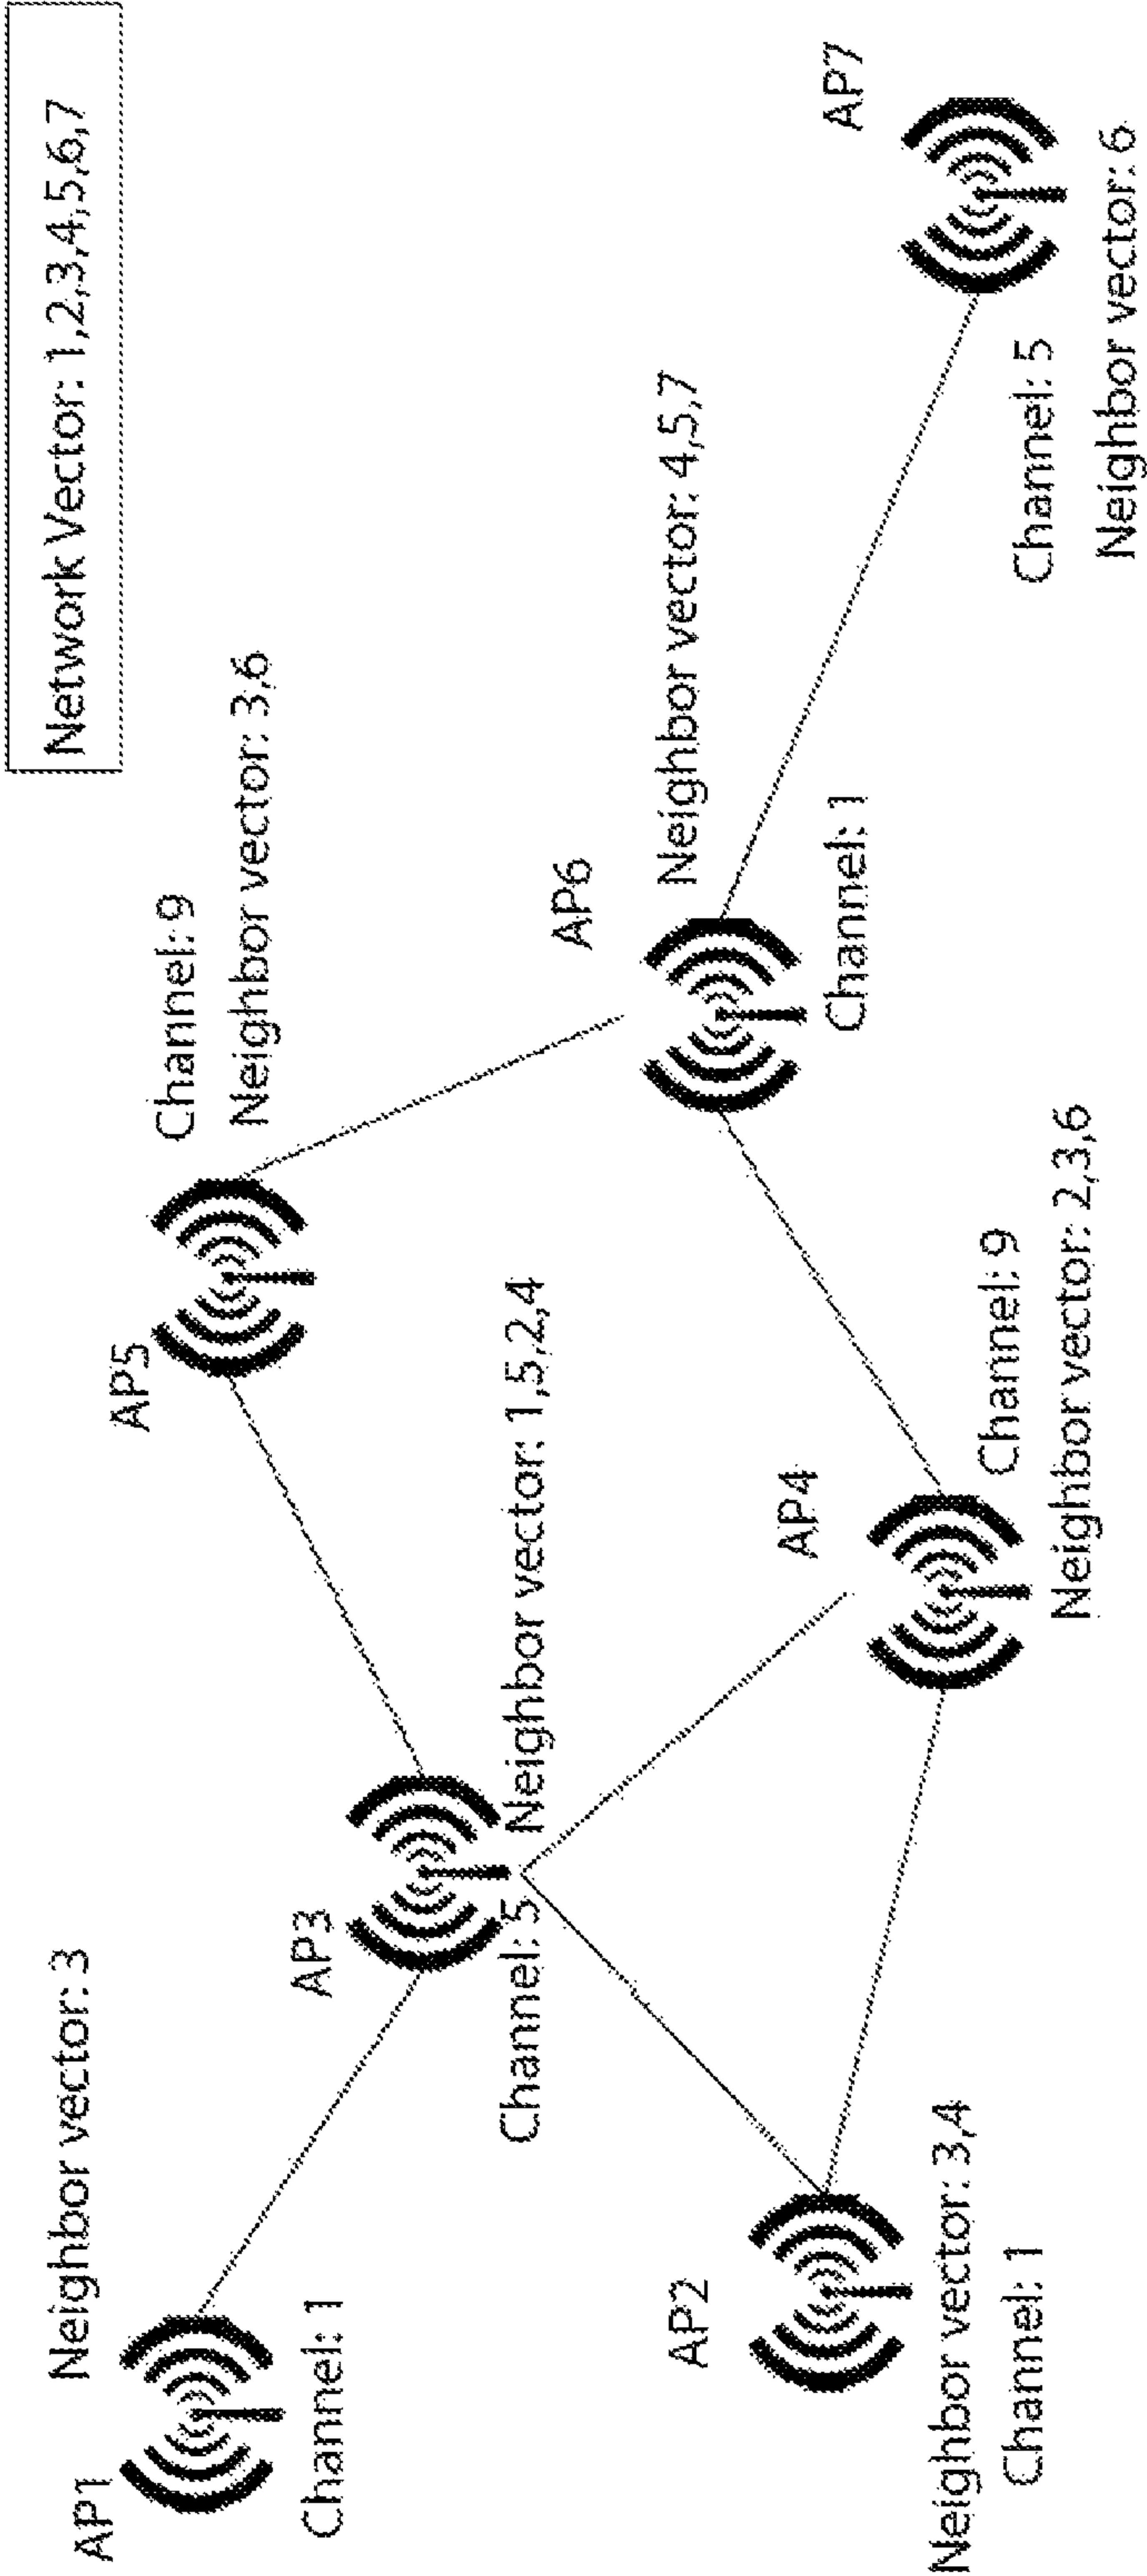 Network Vector: 1,2,3,4,5,6,7
AP1
Neighbor vector: 3
Channel: 1
AP3
Channel: 5
Neighbor vector: 1,5,2,4
AP5
Channel: 9
Neighbor vector: 3,6
AP2
Neighbor vector: 3,4
Channel: 1
AP4
Channel: 9
Neighbor vector: 2,3,6
AP6
Neighbor vector: 4,5,7
Channel: 1
AP7
Channel: 5
Neighbor vector: 6